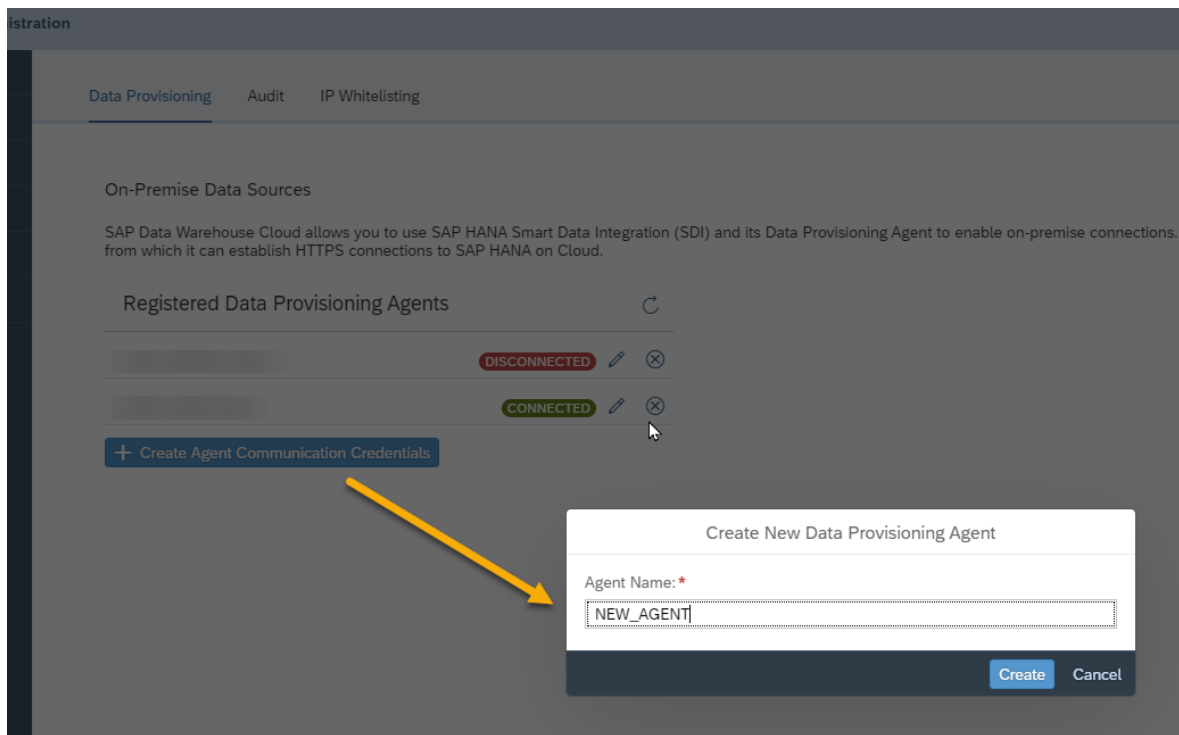 istration
Data Provisioning Audit IP Whitelisting
On-Premise Data Sources
SAP Data Warehouse Cloud allows you to use SAP HANA Smart Data Integration (SDI) and its Data Provisioning Agent to enable on-premise connections.
from which it can establish HTTPS connections to SAP HANA on Cloud.
Registered Data Provisioning Agents
DISCONNECTED
CONNECTED
Create Agent Communication Credentials
Create New Data Provisioning Agent
Agent Name:*
NEW_AGENT
Create Cancel